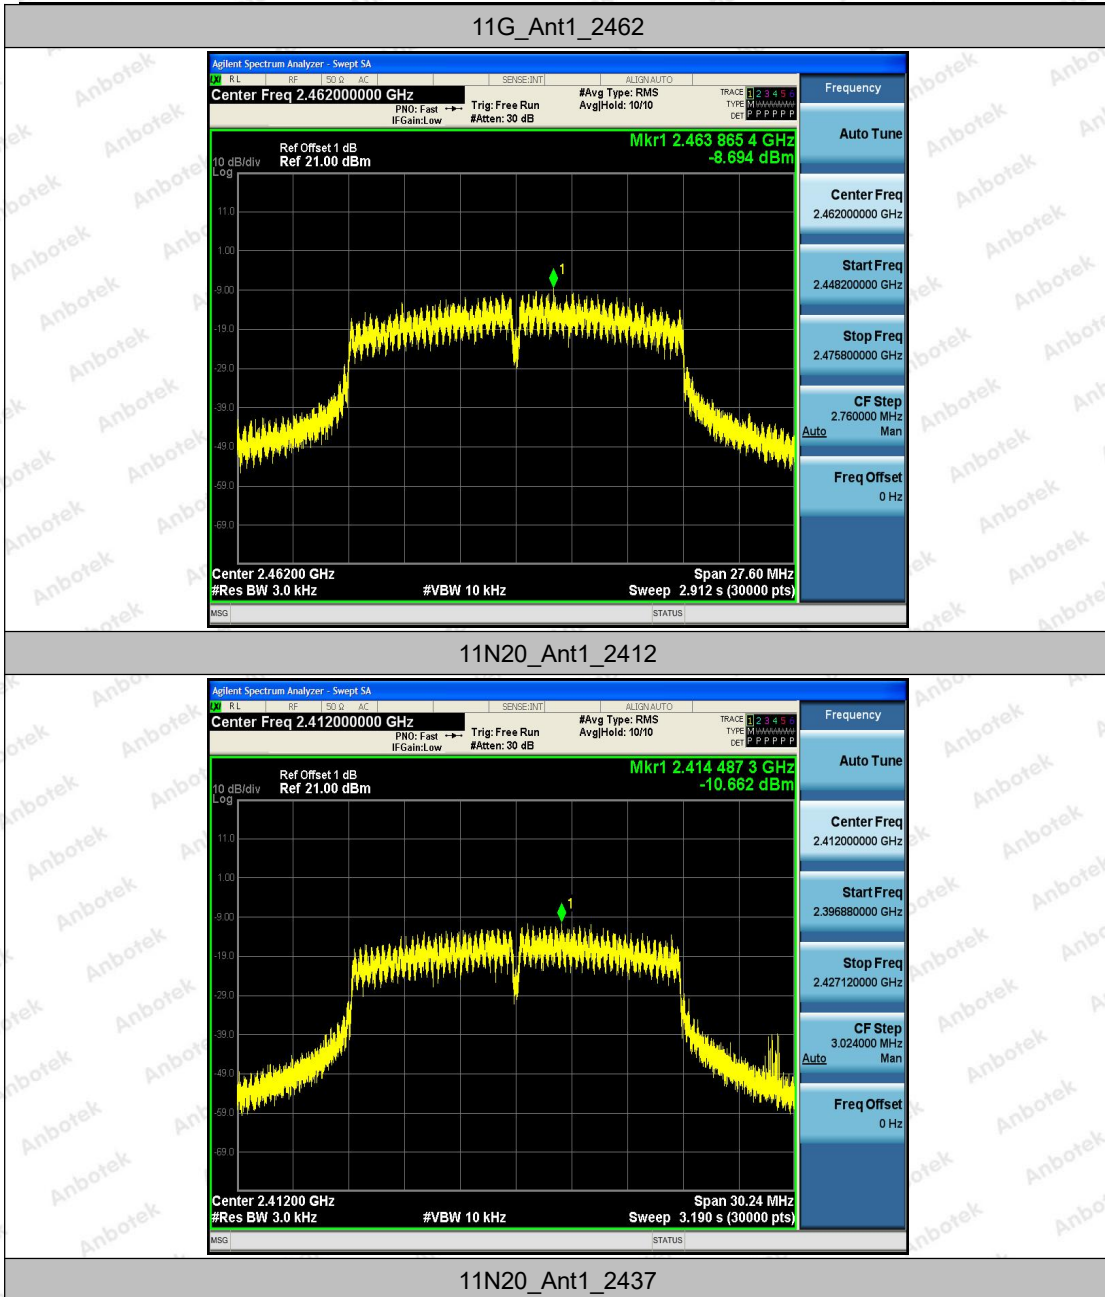 11G_Ant1_2462
Agilent Spectrum Analyzer - Swept SA
LXI RL RF 50 Ω AC SENSE:INT ALIGNAUTO
Center Freq 2.462000000 GHz
PNO: Fast
IFGain:Low
Trig: Free Run
#Atten: 30 dB
#Avg Type: RMS
Avg|Hold: 10/10
TRACE 1 2 3 4 5 6
TYPE M
DET P P P P P P
Mkr1 2.463 865 4 GHz
-8.694 dBm
Ref Offset 1 dB
10 dB/div Ref 21.00 dBm
Log
11.0
1.00
-9.00
-19.0
-29.0
-39.0
-49.0
-59.0
-69.0
1
Center 2.46200 GHz Span 27.60 MHz
#Res BW 3.0 kHz #VBW 10 kHz Sweep 2.912 s (30000 pts)
MSG STATUS
Frequency
Auto Tune
Center Freq
2.462000000 GHz
Start Freq
2.448200000 GHz
Stop Freq
2.475800000 GHz
CF Step
2.760000 MHz
Auto Man
Freq Offset
0 Hz
11N20_Ant1_2412
Agilent Spectrum Analyzer - Swept SA
LXI RL RF 50 Ω AC SENSE:INT ALIGNAUTO
Center Freq 2.412000000 GHz
PNO: Fast
IFGain:Low
Trig: Free Run
#Atten: 30 dB
#Avg Type: RMS
Avg|Hold: 10/10
TRACE 1 2 3 4 5 6
TYPE M
DET P P P P P P
Mkr1 2.414 487 3 GHz
-10.662 dBm
Ref Offset 1 dB
10 dB/div Ref 21.00 dBm
Log
11.0
1.00
-9.00
-19.0
-29.0
-39.0
-49.0
-59.0
-69.0
1
Center 2.41200 GHz Span 30.24 MHz
#Res BW 3.0 kHz #VBW 10 kHz Sweep 3.190 s (30000 pts)
MSG STATUS
Frequency
Auto Tune
Center Freq
2.412000000 GHz
Start Freq
2.396880000 GHz
Stop Freq
2.427120000 GHz
CF Step
3.024000 MHz
Auto Man
Freq Offset
0 Hz
11N20_Ant1_2437